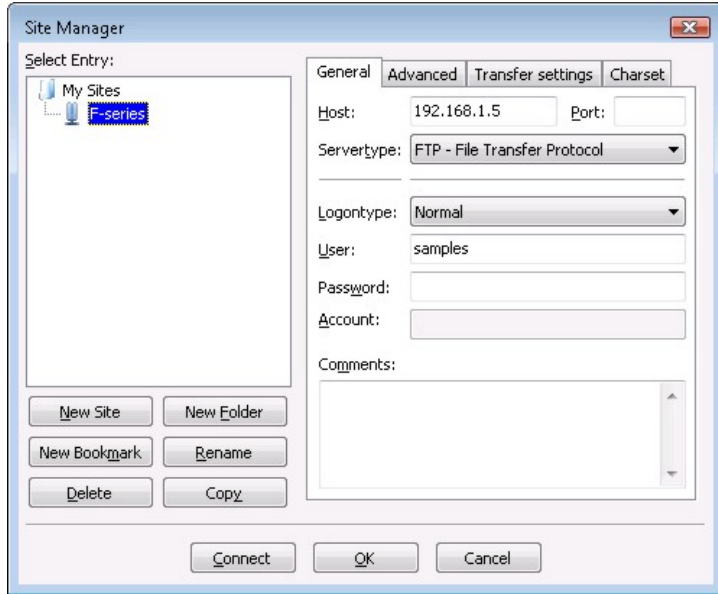 Site Manager
Select Entry:
My Sites
F-series
New Site New Folder
New Bookmark Rename
Delete Copy
General Advanced Transfer settings Charset
Host: 192.168.1.5 Port:
Servertype: FTP - File Transfer Protocol
Logontype: Normal
User: samples
Password:
Account:
Comments:
Connect OK Cancel